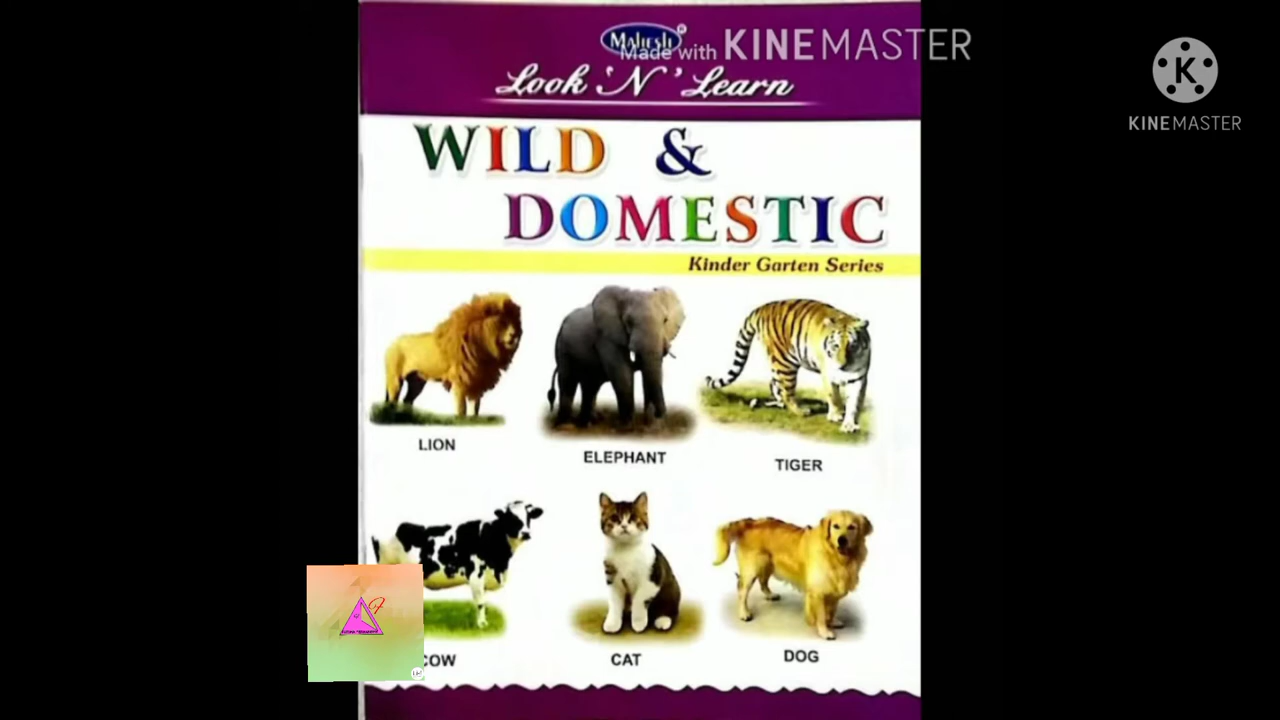 Mahesh
Made with KINEMASTER
KINEMASTER
Look 'N' Learn
WILD &
DOMESTIC
Kinder Garten Series
LION
ELEPHANT
TIGER
COW
CAT
DOG